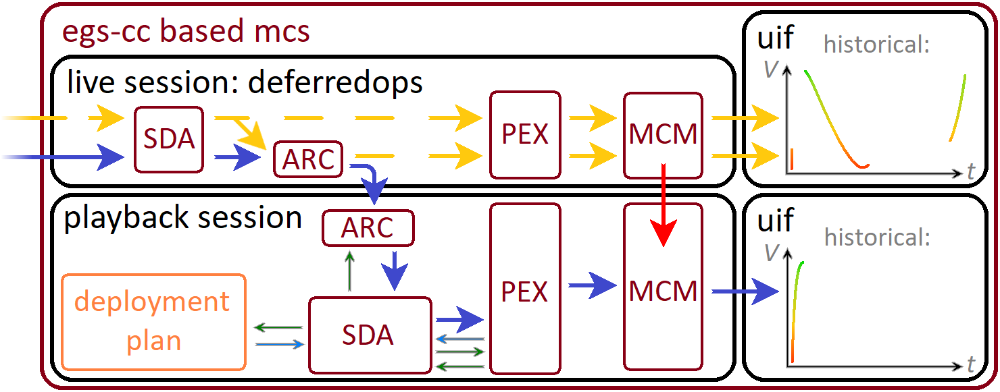 egs-cc based mcs
live session: deferredops
SDA
ARC
PEX
MCM
uif
historical:
V
t
playback session
ARC
deployment
plan
SDA
PEX
MCM
uif
historical:
V
t